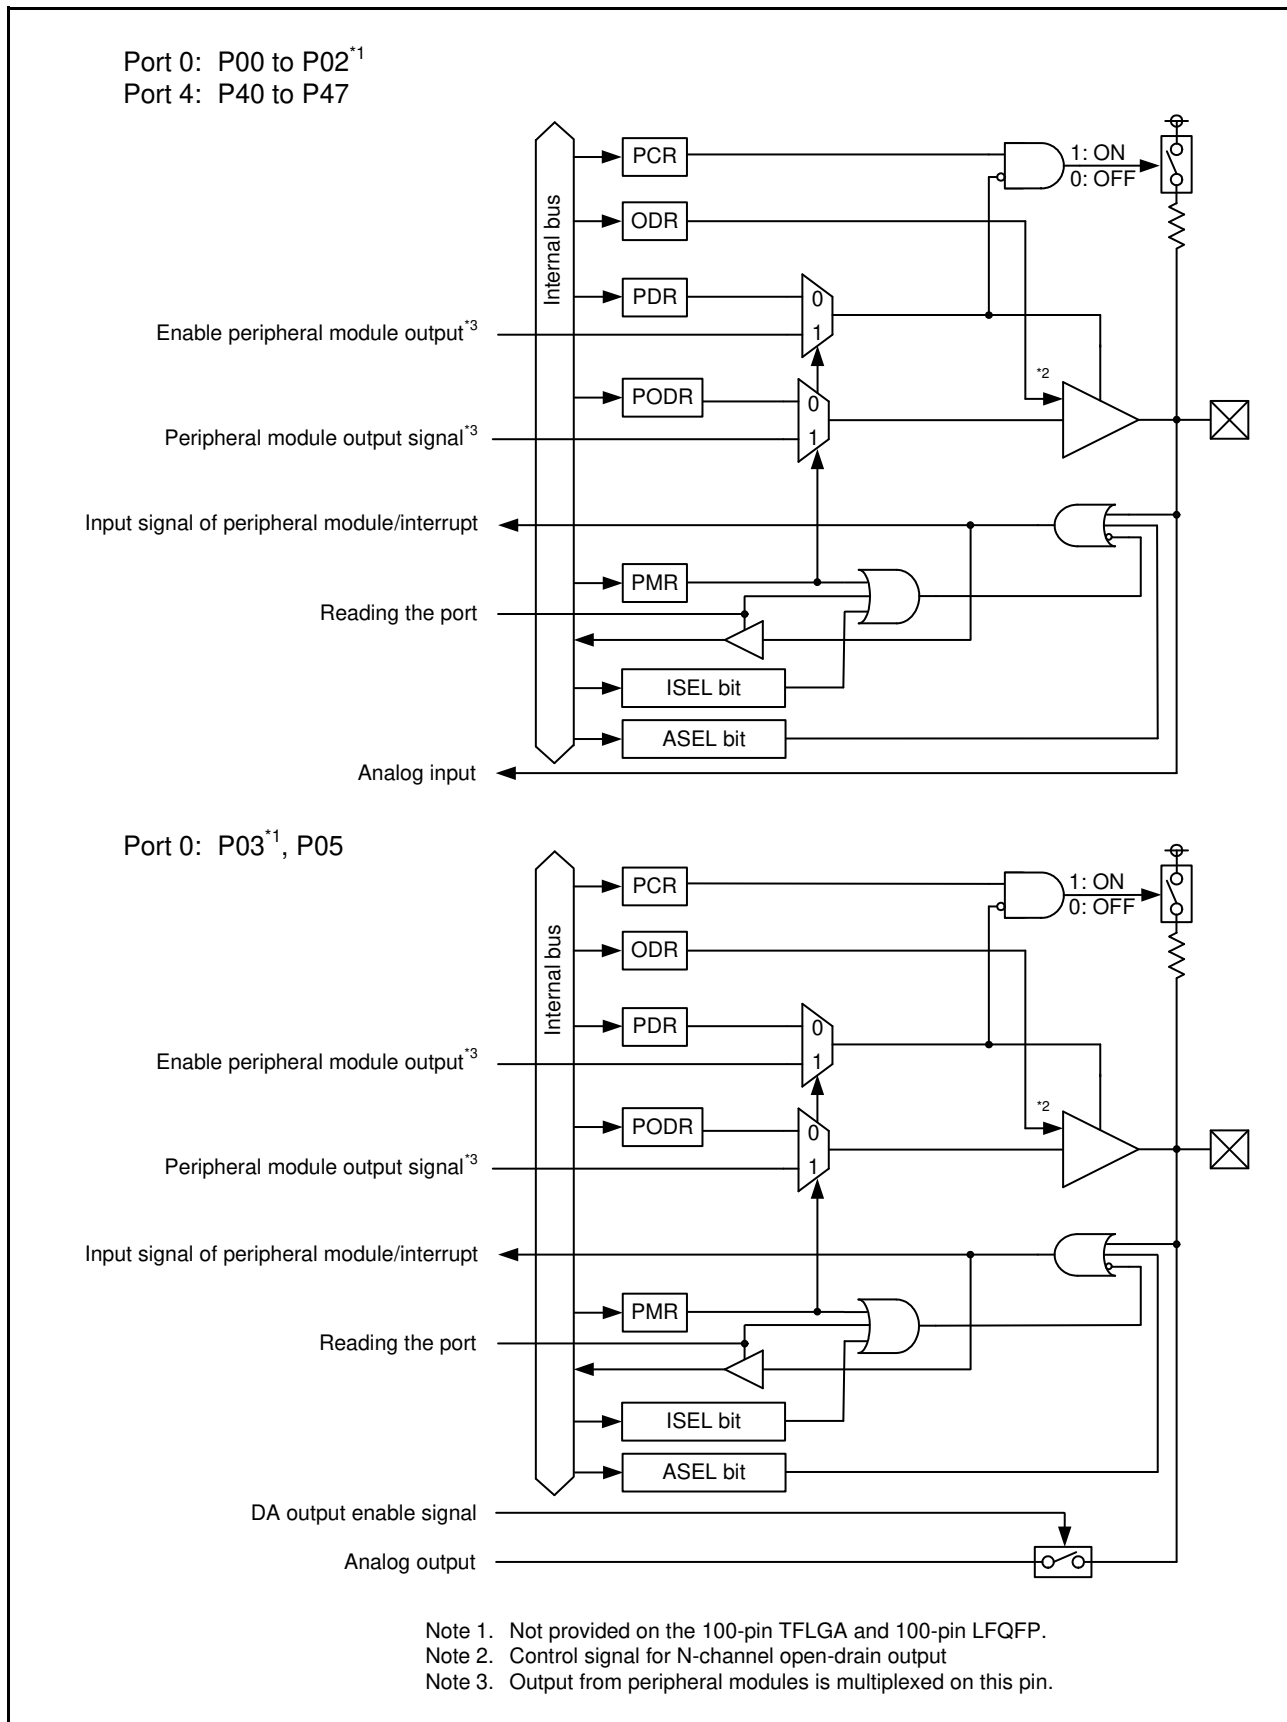 Port 0: P00 to P02*1
Port 4: P40 to P47
Internal bus
PCR
1: ON
0: OFF
ODR
PDR
0
Enable peripheral module output*3
1
*2
PODR
0
Peripheral module output signal*3
1
Input signal of peripheral module/interrupt
PMR
Reading the port
ISEL bit
ASEL bit
Analog input
Port 0: P03*1, P05
Internal bus
PCR
1: ON
0: OFF
ODR
PDR
0
Enable peripheral module output*3
1
*2
PODR
0
Peripheral module output signal*3
1
Input signal of peripheral module/interrupt
PMR
Reading the port
ISEL bit
ASEL bit
DA output enable signal
Analog output
Note 1. Not provided on the 100-pin TFLGA and 100-pin LFQFP.
Note 2. Control signal for N-channel open-drain output
Note 3. Output from peripheral modules is multiplexed on this pin.